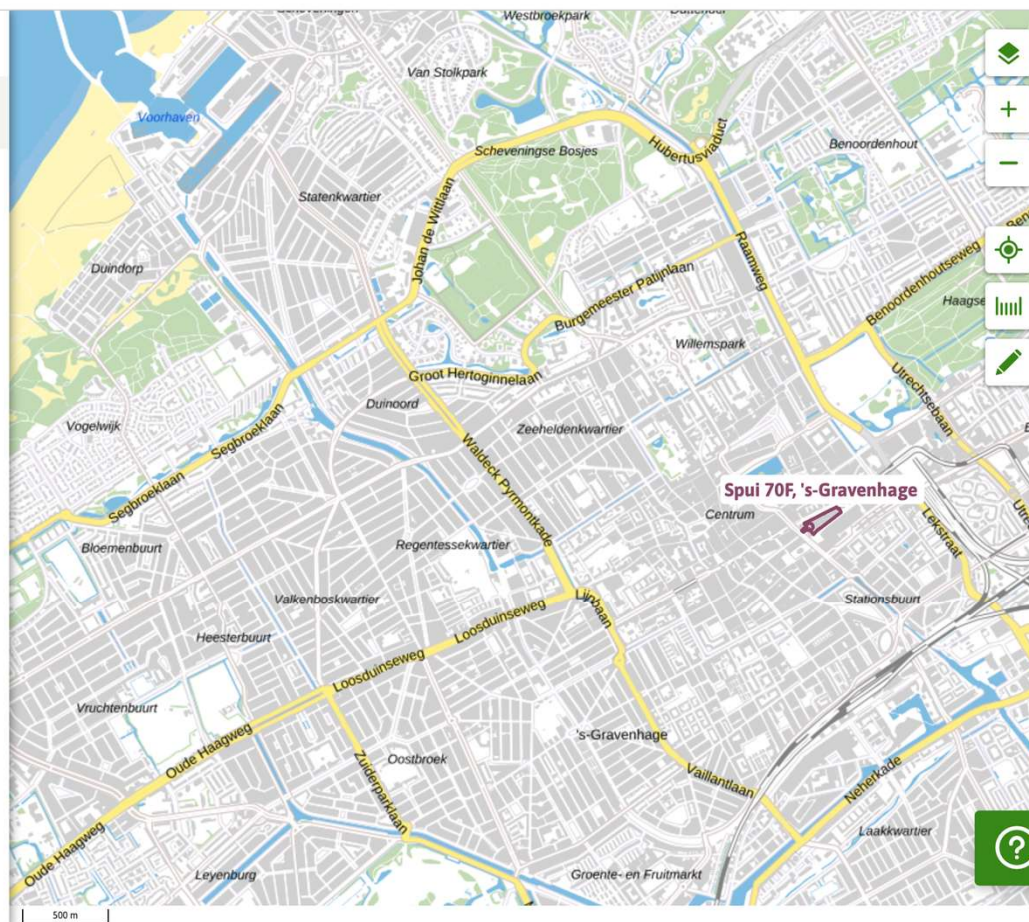 Westbroekpark
Van Stolkpark
Voorhaven
Hubertusviaduct
Benoordenhout
Scheveningse Bosjes
Statenkwartier
Johan de Wittlaan
Duindorp
Raamweg
Benoordenhoutseweg
Burgemeester Patijnlaan
Haagse
Willemspark
Groot Hertoginnelaan
Utrechtsebaan
Duinoord
Vogelwijk
Segbroeklaan
Zeeheldenkwartier
Waldeck Pyrmontkade
Segbroeklaan
Spui 70F, 's-Gravenhage
Centrum
Lekstraat
Bloemenbuurt
Regentessekwartier
Valkenboskwartier
Lijnbaan
Stationsbuurt
Loosduinseweg
Heesterbuurt
Loosduinseweg
Vruchtenbuurt
Oude Haagweg
's-Gravenhage
Oostbroek
Zuiderparklaan
Vaillantlaan
Neherkade
Oude Haagweg
Laakkwartier
Leyenburg
Groente- en Fruitmarkt
500 m